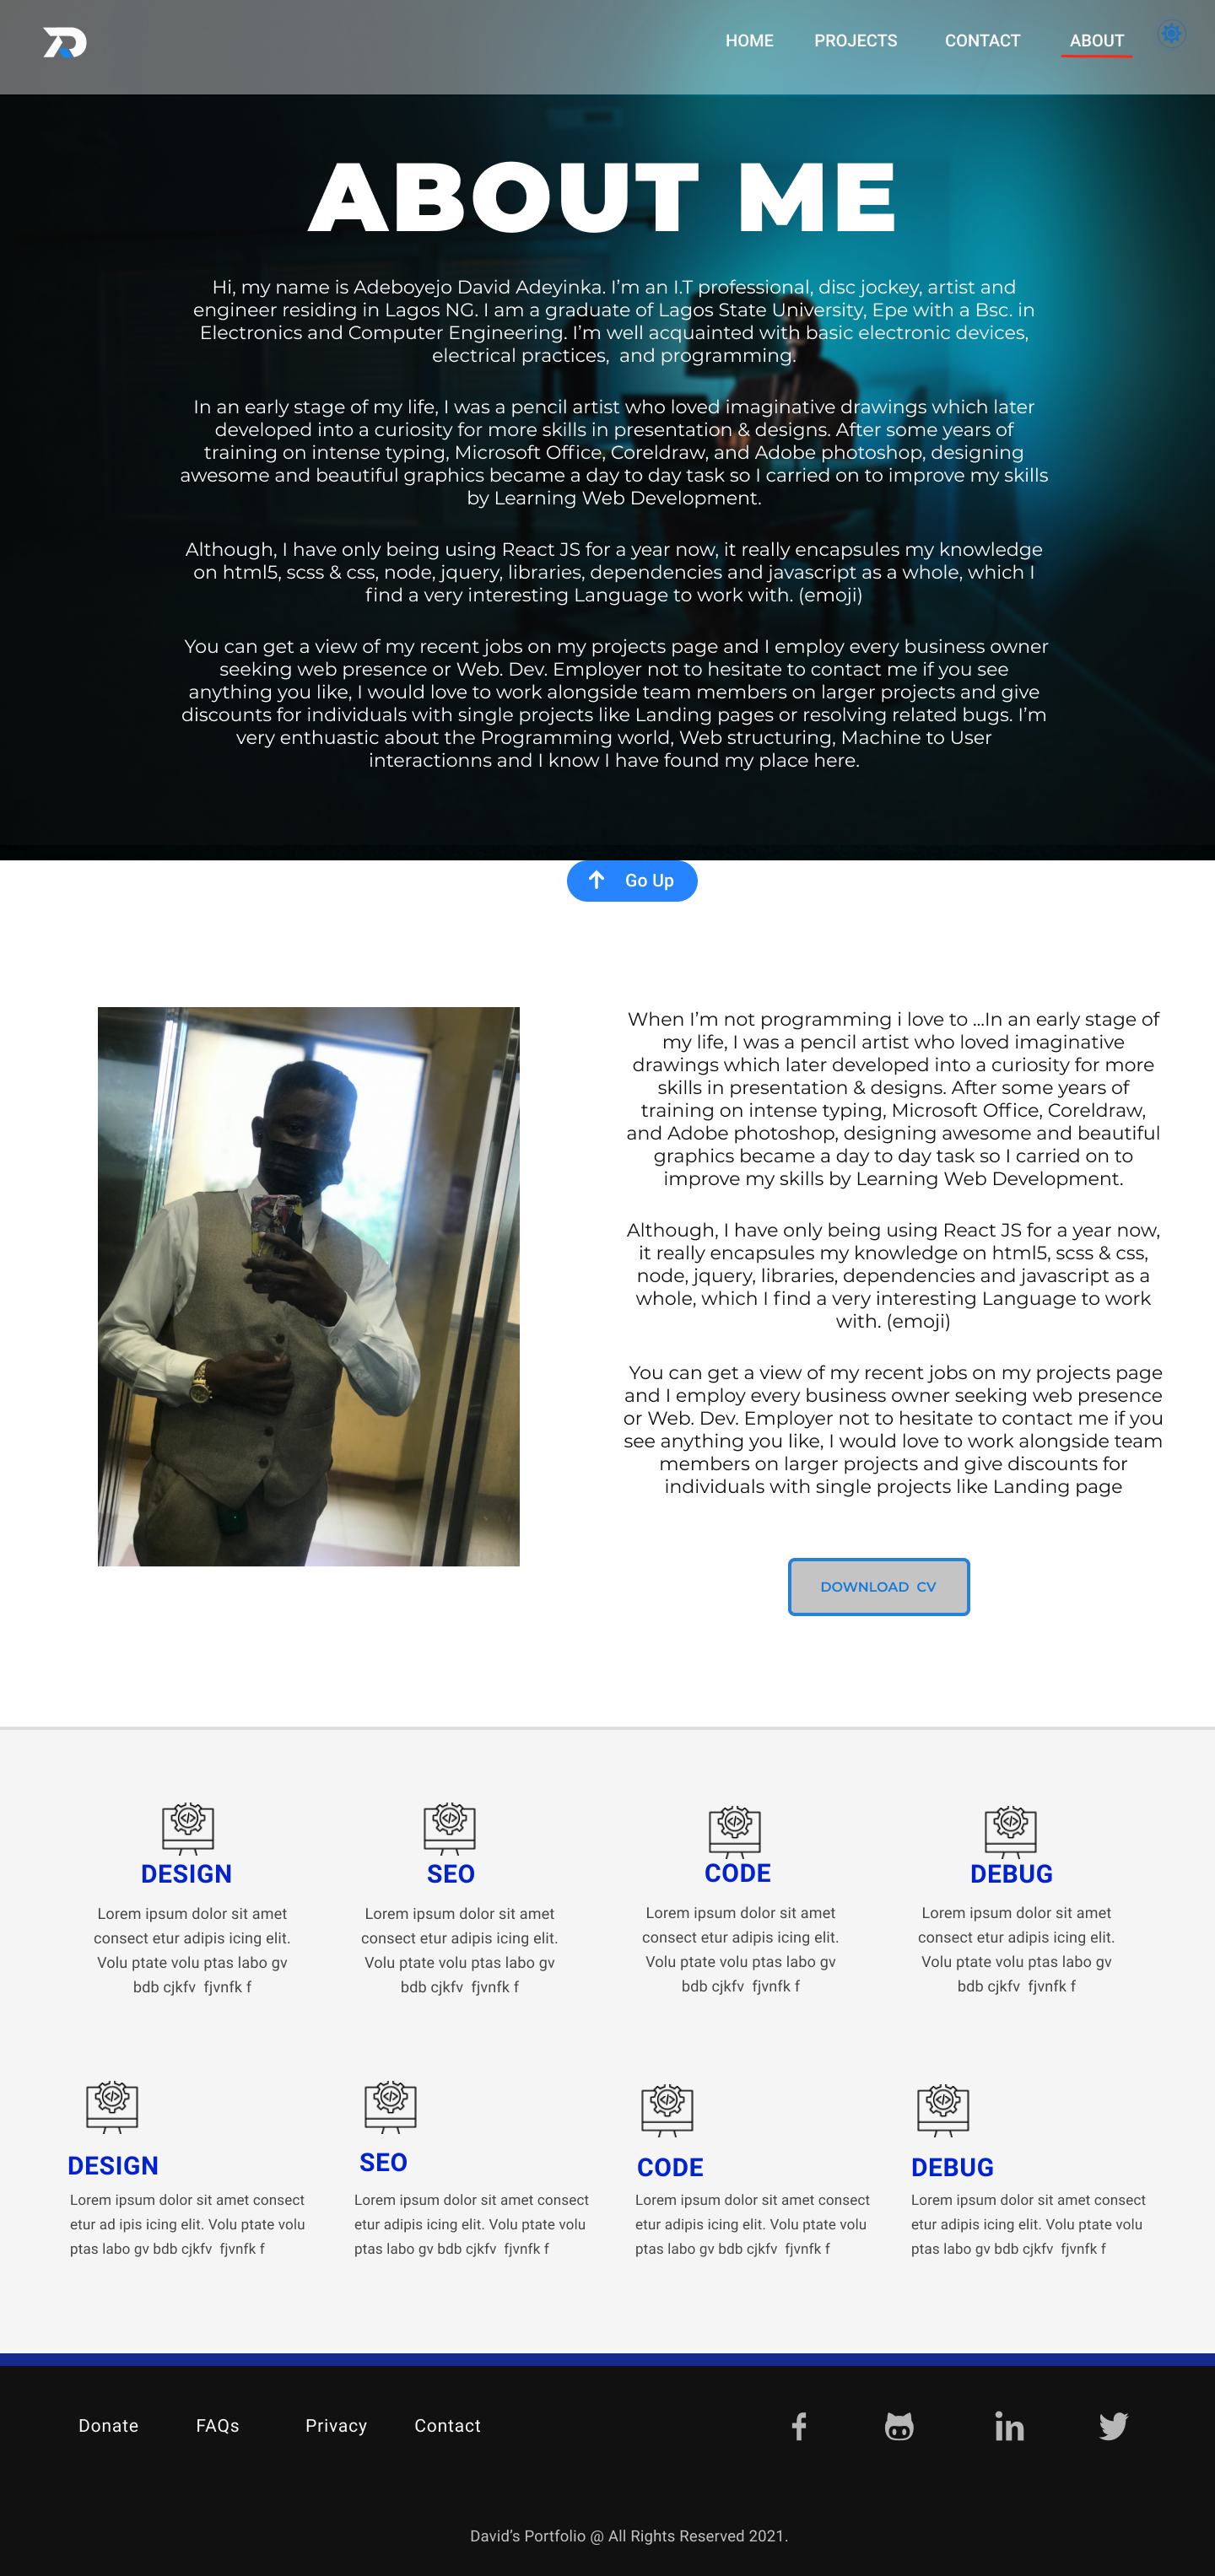 HOME PROJECTS CONTACT ABOUT
ABOUT ME
Hi, my name is Adeboyejo David Adeyinka. I’m an I.T professional, disc jockey, artist and
engineer residing in Lagos NG. I am a graduate of Lagos State University, Epe with a Bsc. in
Electronics and Computer Engineering. I’m well acquainted with basic electronic devices,
electrical practices, and programming.
In an early stage of my life, I was a pencil artist who loved imaginative drawings which later
developed into a curiosity for more skills in presentation & designs. After some years of
training on intense typing, Microsoft Office, Coreldraw, and Adobe photoshop, designing
awesome and beautiful graphics became a day to day task so I carried on to improve my skills
by Learning Web Development.
Although, I have only being using React JS for a year now, it really encapsules my knowledge
on html5, scss & css, node, jquery, libraries, dependencies and javascript as a whole, which I
find a very interesting Language to work with. (emoji)
You can get a view of my recent jobs on my projects page and I employ every business owner
seeking web presence or Web. Dev. Employer not to hesitate to contact me if you see
anything you like, I would love to work alongside team members on larger projects and give
discounts for individuals with single projects like Landing pages or resolving related bugs. I’m
very enthuastic about the Programming world, Web structuring, Machine to User
interactionns and I know I have found my place here.
Go Up
When I’m not programming i love to ...In an early stage of
my life, I was a pencil artist who loved imaginative
drawings which later developed into a curiosity for more
skills in presentation & designs. After some years of
training on intense typing, Microsoft Office, Coreldraw,
and Adobe photoshop, designing awesome and beautiful
graphics became a day to day task so I carried on to
improve my skills by Learning Web Development.
Although, I have only being using React JS for a year now,
it really encapsules my knowledge on html5, scss & css,
node, jquery, libraries, dependencies and javascript as a
whole, which I find a very interesting Language to work
with. (emoji)
You can get a view of my recent jobs on my projects page
and I employ every business owner seeking web presence
or Web. Dev. Employer not to hesitate to contact me if you
see anything you like, I would love to work alongside team
members on larger projects and give discounts for
individuals with single projects like Landing page
DOWNLOAD CV
DESIGN
Lorem ipsum dolor sit amet
consect etur adipis icing elit.
Volu ptate volu ptas labo gv
bdb cjkfv fjvnfk f
SEO
Lorem ipsum dolor sit amet
consect etur adipis icing elit.
Volu ptate volu ptas labo gv
bdb cjkfv fjvnfk f
CODE
Lorem ipsum dolor sit amet
consect etur adipis icing elit.
Volu ptate volu ptas labo gv
bdb cjkfv fjvnfk f
DEBUG
Lorem ipsum dolor sit amet
consect etur adipis icing elit.
Volu ptate volu ptas labo gv
bdb cjkfv fjvnfk f
DESIGN
Lorem ipsum dolor sit amet consect
etur ad ipis icing elit. Volu ptate volu
ptas labo gv bdb cjkfv fjvnfk f
SEO
Lorem ipsum dolor sit amet consect
etur adipis icing elit. Volu ptate volu
ptas labo gv bdb cjkfv fjvnfk f
CODE
Lorem ipsum dolor sit amet consect
etur adipis icing elit. Volu ptate volu
ptas labo gv bdb cjkfv fjvnfk f
DEBUG
Lorem ipsum dolor sit amet consect
etur adipis icing elit. Volu ptate volu
ptas labo gv bdb cjkfv fjvnfk f
Donate FAQs Privacy Contact
David’s Portfolio @ All Rights Reserved 2021.